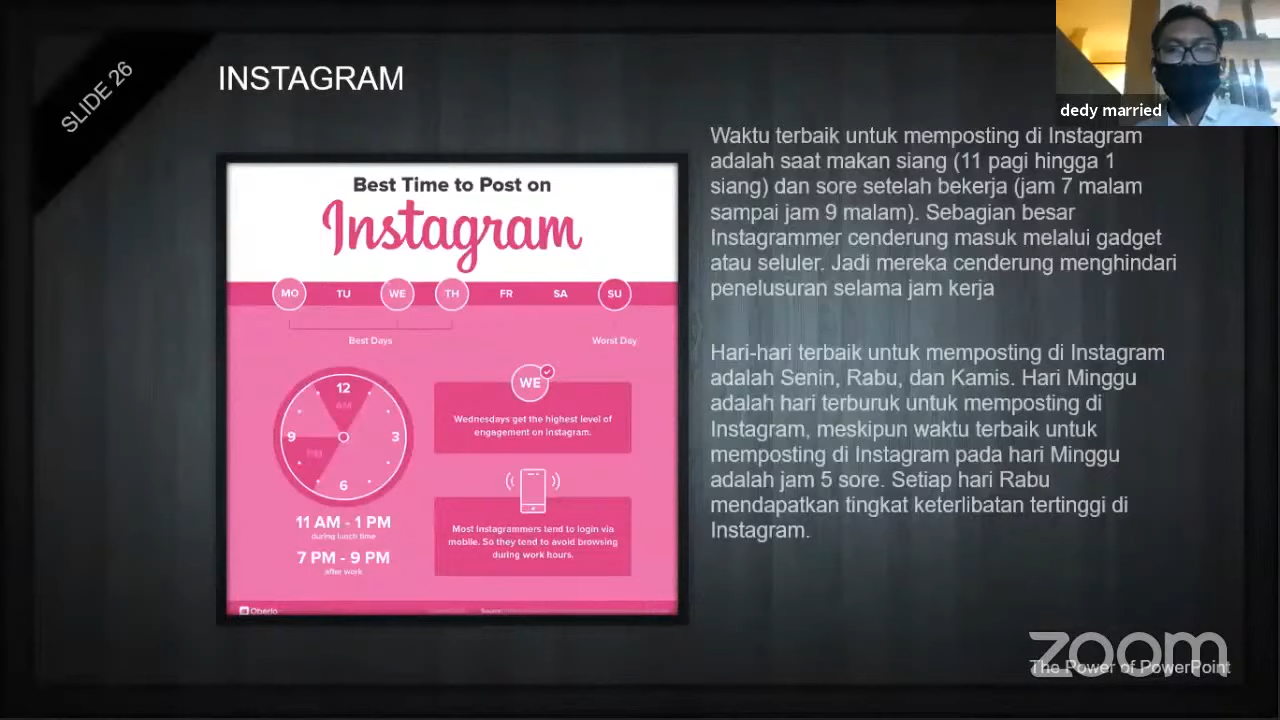 SLIDE 26
INSTAGRAM
dedy married
Best Time to Post on
Instagram
MO TU WE TH FR SA SU
Best Days
Worst Day
12
AM
9
3
PM
6
11 AM - 1 PM
during lunch time
7 PM - 9 PM
after work
WE
Wednesdays get the highest level of
engagement on Instagram.
Most Instagrammers tend to login via
mobile. So they tend to avoid browsing
during work hours.
Oberlo
Waktu terbaik untuk memposting di Instagram
adalah saat makan siang (11 pagi hingga 1
siang) dan sore setelah bekerja (jam 7 malam
sampai jam 9 malam). Sebagian besar
Instagrammer cenderung masuk melalui gadget
atau seluler. Jadi mereka cenderung menghindari
penelusuran selama jam kerja
Hari-hari terbaik untuk memposting di Instagram
adalah Senin, Rabu, dan Kamis. Hari Minggu
adalah hari terburuk untuk memposting di
Instagram, meskipun waktu terbaik untuk
memposting di Instagram pada hari Minggu
adalah jam 5 sore. Setiap hari Rabu
mendapatkan tingkat keterlibatan tertinggi di
Instagram.
zoom
The Power of PowerPoint